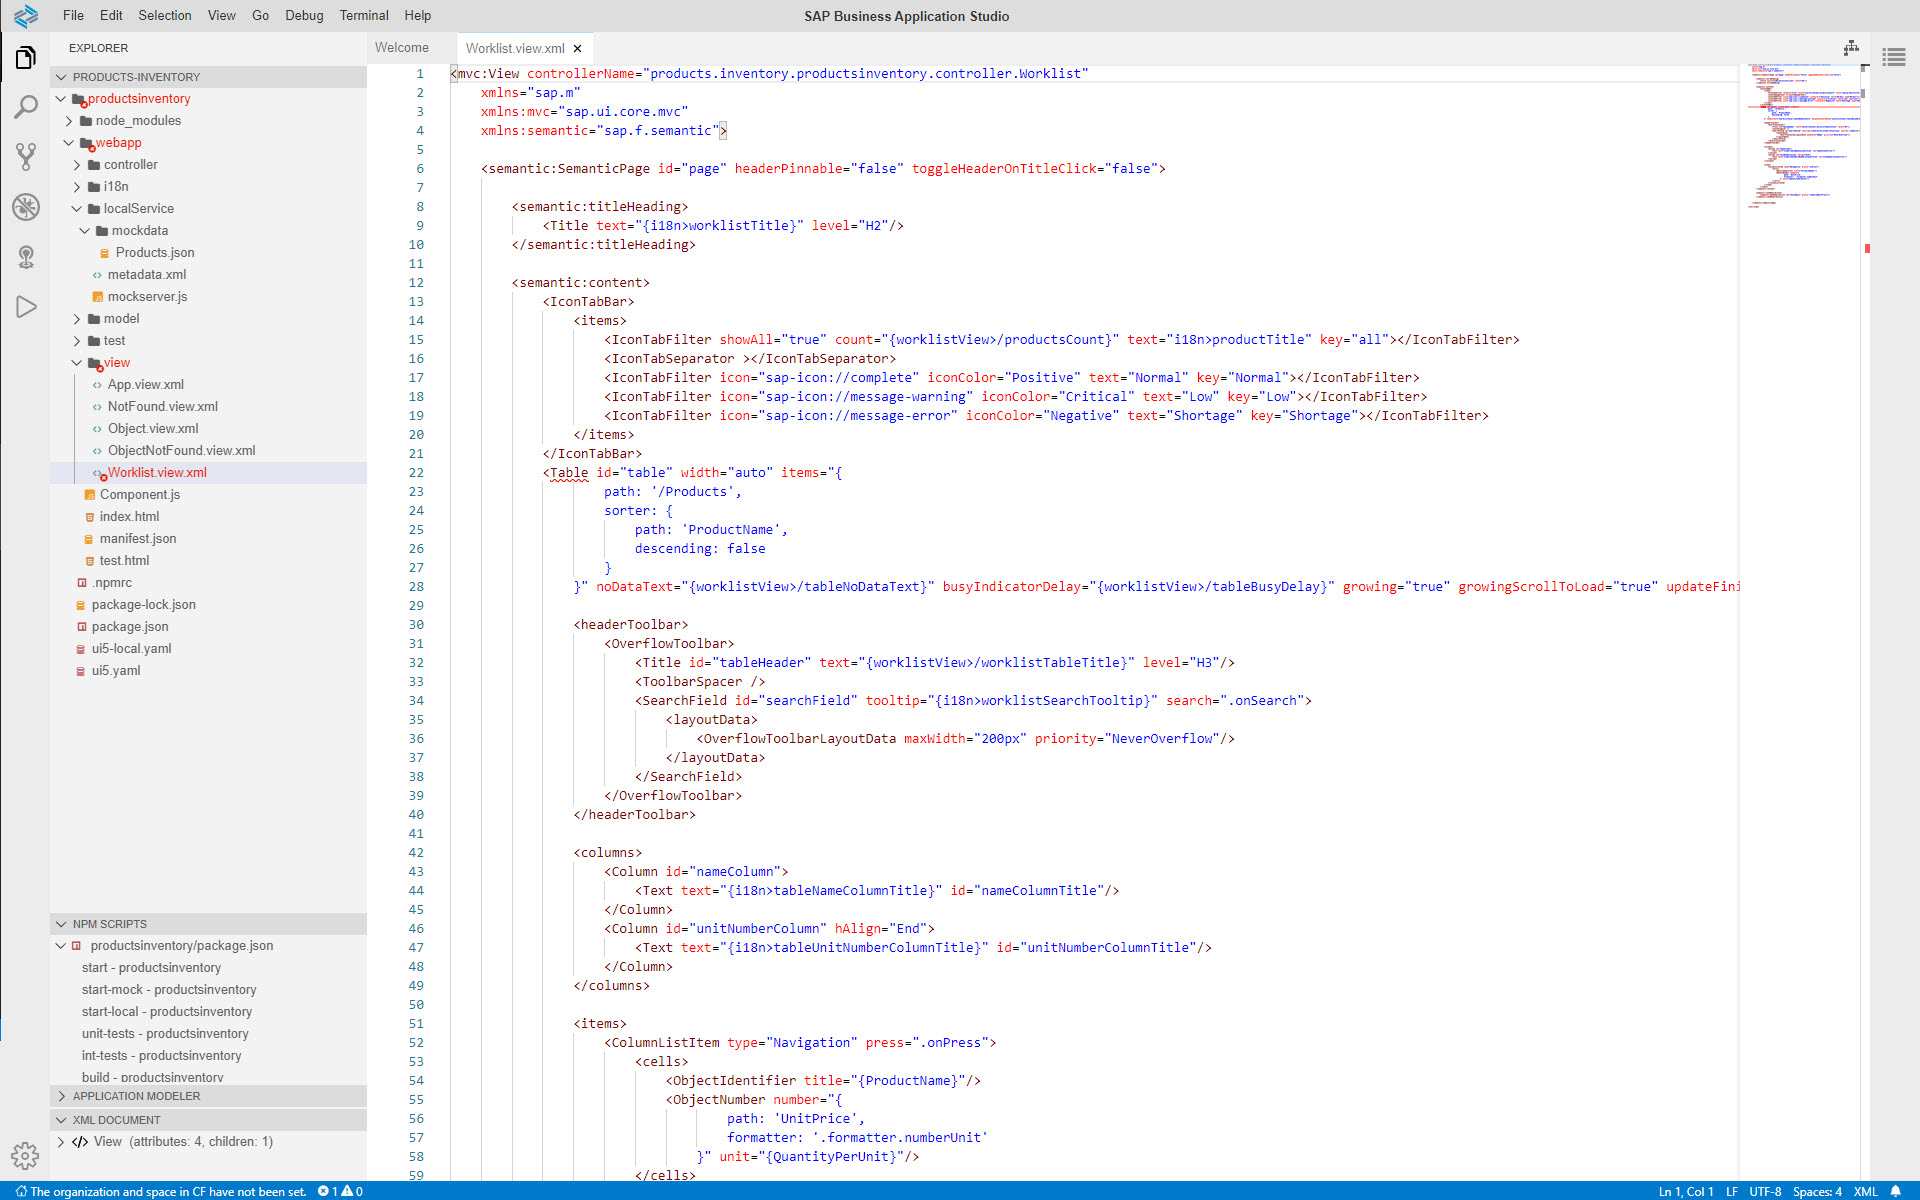 File Edit Selection View Go Debug Terminal Help
SAP Business Application Studio
EXPLORER
PRODUCTS-INVENTORY
productsinventory
node_modules
webapp
controller
i18n
localService
mockdata
Products.json
metadata.xml
mockserver.js
model
test
view
App.view.xml
NotFound.view.xml
Object.view.xml
ObjectNotFound.view.xml
Worklist.view.xml
Component.js
index.html
manifest.json
test.html
.npmrc
package-lock.json
package.json
ui5-local.yaml
ui5.yaml
NPM SCRIPTS
productsinventory/package.json
start - productsinventory
start-mock - productsinventory
start-local - productsinventory
unit-tests - productsinventory
int-tests - productsinventory
build - productsinventory
APPLICATION MODELER
XML DOCUMENT
View (attributes: 4, children: 1)
Welcome Worklist.view.xml
1 <mvc:View controllerName="products.inventory.productsinventory.controller.Worklist"
2 xmlns="sap.m"
3 xmlns:mvc="sap.ui.core.mvc"
4 xmlns:semantic="sap.f.semantic">
5
6 <semantic:SemanticPage id="page" headerPinnable="false" toggleHeaderOnTitleClick="false">
7
8 <semantic:titleHeading>
9 <Title text="{i18n>worklistTitle}" level="H2"/>
10 </semantic:titleHeading>
11
12 <semantic:content>
13 <IconTabBar>
14 <items>
15 <IconTabFilter showAll="true" count="{worklistView>/productsCount}" text="i18n>productTitle" key="all"></IconTabFilter>
16 <IconTabSeparator ></IconTabSeparator>
17 <IconTabFilter icon="sap-icon://complete" iconColor="Positive" text="Normal" key="Normal"></IconTabFilter>
18 <IconTabFilter icon="sap-icon://message-warning" iconColor="Critical" text="Low" key="Low"></IconTabFilter>
19 <IconTabFilter icon="sap-icon://message-error" iconColor="Negative" text="Shortage" key="Shortage"></IconTabFilter>
20 </items>
21 </IconTabBar>
22 <Table id="table" width="auto" items="{
23 path: '/Products',
24 sorter: {
25 path: 'ProductName',
26 descending: false
27 }
28 }" noDataText="{worklistView>/tableNoDataText}" busyIndicatorDelay="{worklistView>/tableBusyDelay}" growing="true" growingScrollToLoad="true" updateFini
29
30 <headerToolbar>
31 <OverflowToolbar>
32 <Title id="tableHeader" text="{worklistView>/worklistTableTitle}" level="H3"/>
33 <ToolbarSpacer />
34 <SearchField id="searchField" tooltip="{i18n>worklistSearchTooltip}" search=".onSearch">
35 <layoutData>
36 <OverflowToolbarLayoutData maxWidth="200px" priority="NeverOverflow"/>
37 </layoutData>
38 </SearchField>
39 </OverflowToolbar>
40 </headerToolbar>
41
42 <columns>
43 <Column id="nameColumn">
44 <Text text="{i18n>tableNameColumnTitle}" id="nameColumnTitle"/>
45 </Column>
46 <Column id="unitNumberColumn" hAlign="End">
47 <Text text="{i18n>tableUnitNumberColumnTitle}" id="unitNumberColumnTitle"/>
48 </Column>
49 </columns>
50
51 <items>
52 <ColumnListItem type="Navigation" press=".onPress">
53 <cells>
54 <ObjectIdentifier title="{ProductName}"/>
55 <ObjectNumber number="{
56 path: 'UnitPrice',
57 formatter: '.formatter.numberUnit'
58 }" unit="{QuantityPerUnit}"/>
59 </cells>
The organization and space in CF have not been set. 1 0
Ln 1, Col 1 LF UTF-8 Spaces: 4 XML